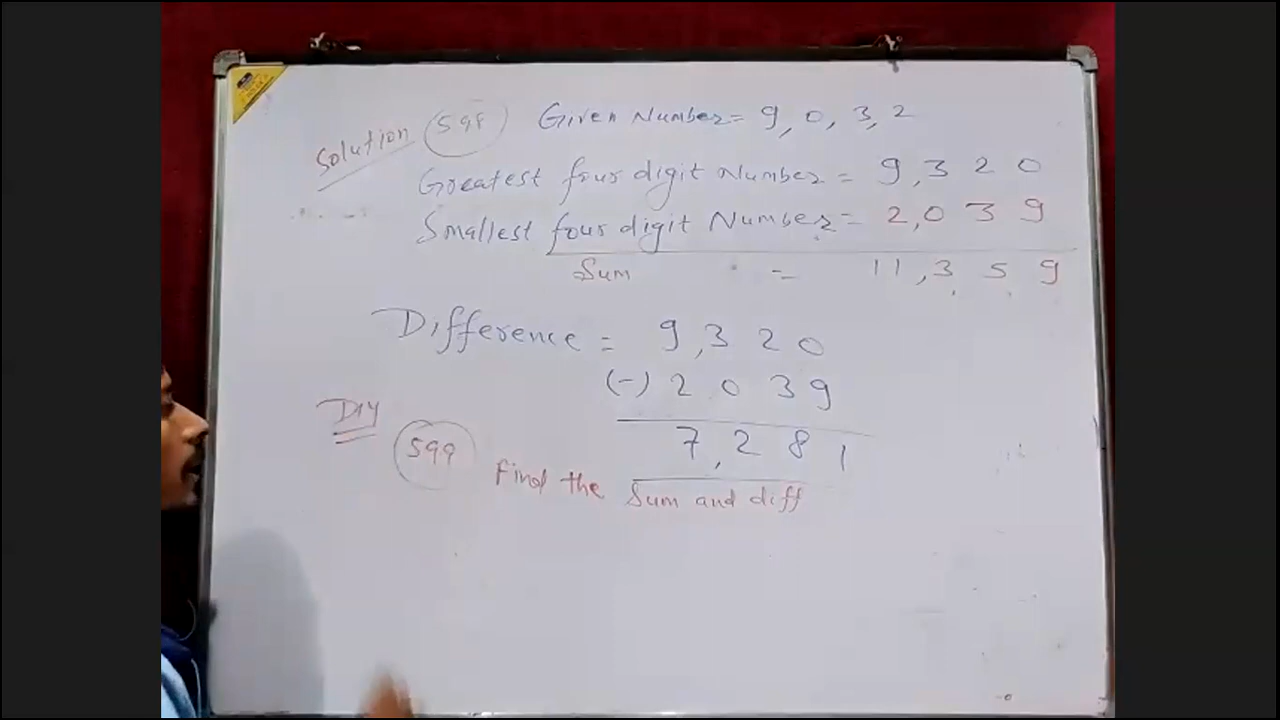 Solution 598 Given Number = 9, 0, 3, 2
Greatest four digit Number = 9,3 2 0
Smallest four digit Number = 2,0 3 9
Sum = 11,3 5 9
Difference = 9,3 2 0
(-) 2 0 3 9
7,2 8 1
DIY
599 Find the Sum and diff